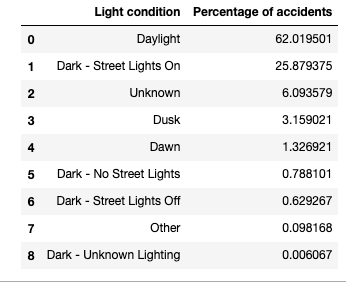 Light condition Percentage of accidents
0 Daylight 62.019501
1 Dark - Street Lights On 25.879375
2 Unknown 6.093579
3 Dusk 3.159021
4 Dawn 1.326921
5 Dark - No Street Lights 0.788101
6 Dark - Street Lights Off 0.629267
7 Other 0.098168
8 Dark - Unknown Lighting 0.006067